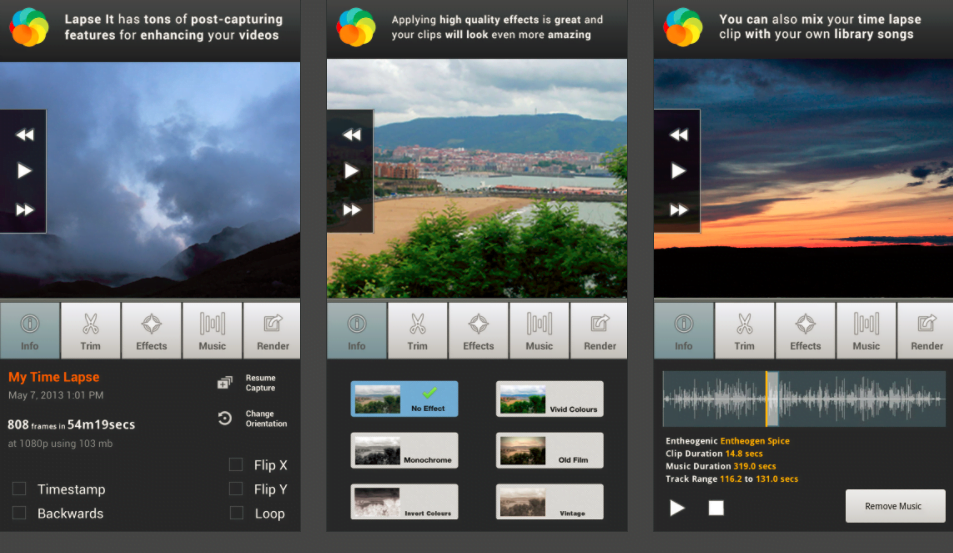 Lapse It has tons of post-capturing
features for enhancing your videos
Info
Trim
Effects
Music
Render
My Time Lapse
May 7, 2013 1:01 PM
808 frames in 54m19secs
at 1080p using 103 mb
Resume
Capture
Change
Orientation
Flip X
Timestamp
Flip Y
Backwards
Loop
Applying high quality effects is great and
your clips will look even more amazing
Info
Trim
Effects
Music
Render
No Effect
Vivid Colours
Monochrome
Old Film
Invert Colours
Vintage
You can also mix your time lapse
clip with your own library songs
Info
Trim
Effects
Music
Render
Entheogenic Entheogen Spice
Clip Duration 14.8 secs
Music Duration 319.0 secs
Track Range 116.2 to 131.0 secs
Remove Music